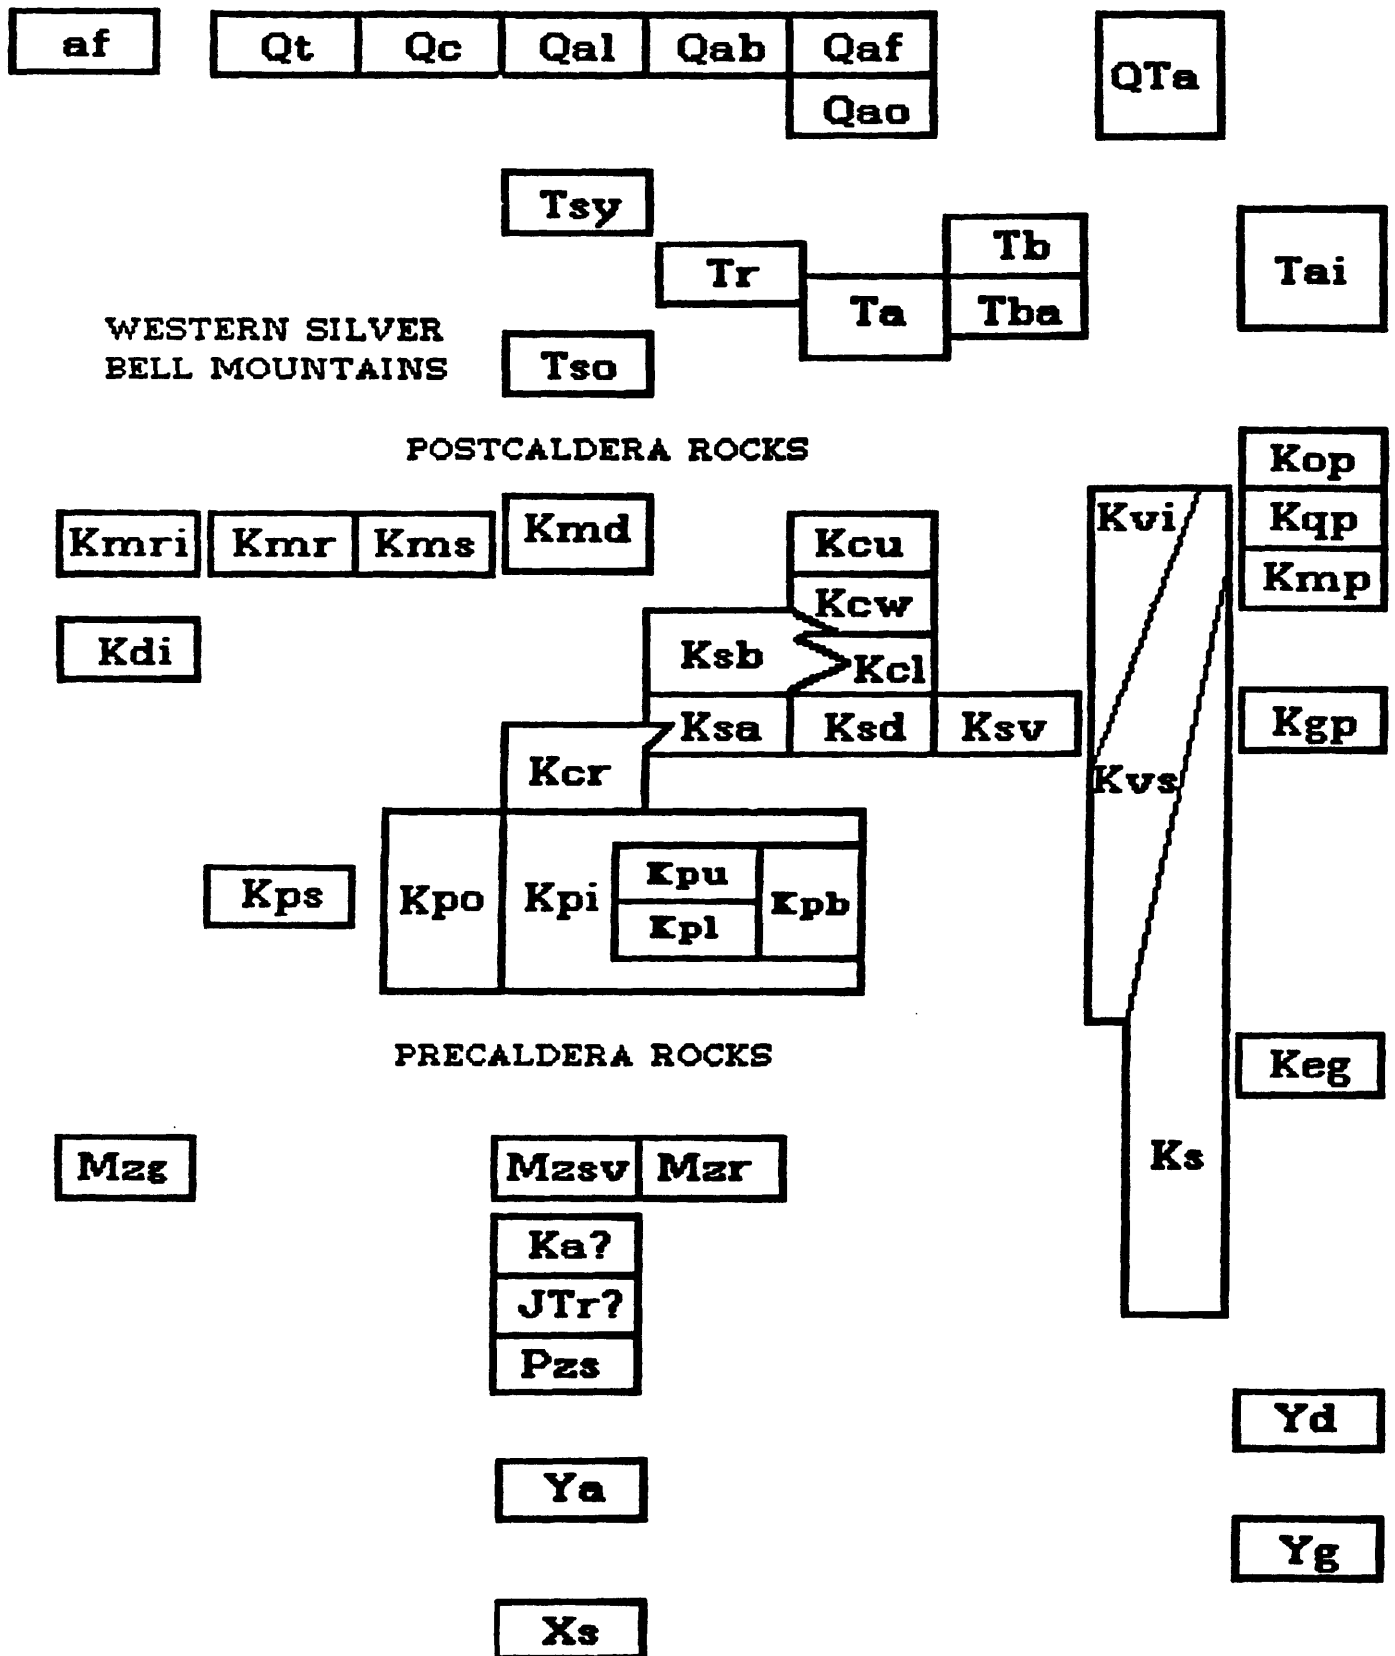 af
Qt Qc Qal Qab Qaf
QTa
Qao
Tsy
Tb
Tr
Tai
Ta
Tba
WESTERN SILVER
BELL MOUNTAINS
Tso
POSTCALDERA ROCKS
Kop
Kmri Kmr Kms Kmd Kcu
Kvi
Kqp
Kmp
Kcw
Kdi
Ksb
Kcl
Ksa Ksd Ksv
Kgp
Kcr
Kvs
Kps
Kpo
Kpi
Kpu
Kpl
Kpb
PRECALDERA ROCKS
Keg
Mzg
Mzsv Mzr
Ks
Ka?
JTr?
Pzs
Yd
Ya
Yg
Xs